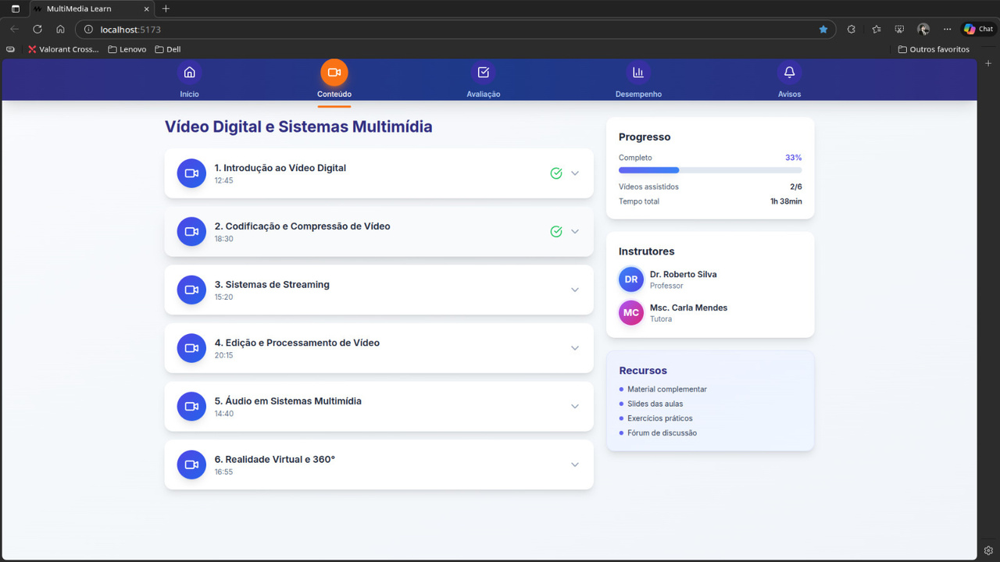 MultiMedia Learn
localhost:5173
Chat
Valorant Cross...
Lenovo
Dell
Outros favoritos
Início
Conteúdo
Avaliação
Desempenho
Avisos
Vídeo Digital e Sistemas Multimídia
1. Introdução ao Vídeo Digital
12:45
2. Codificação e Compressão de Vídeo
18:30
3. Sistemas de Streaming
15:20
4. Edição e Processamento de Vídeo
20:15
5. Áudio em Sistemas Multimídia
14:40
6. Realidade Virtual e 360°
16:55
Progresso
Completo 33%
Vídeos assistidos 2/6
Tempo total 1h 38min
Instrutores
DR
Dr. Roberto Silva
Professor
MC
Msc. Carla Mendes
Tutora
Recursos
Material complementar
Slides das aulas
Exercícios práticos
Fórum de discussão